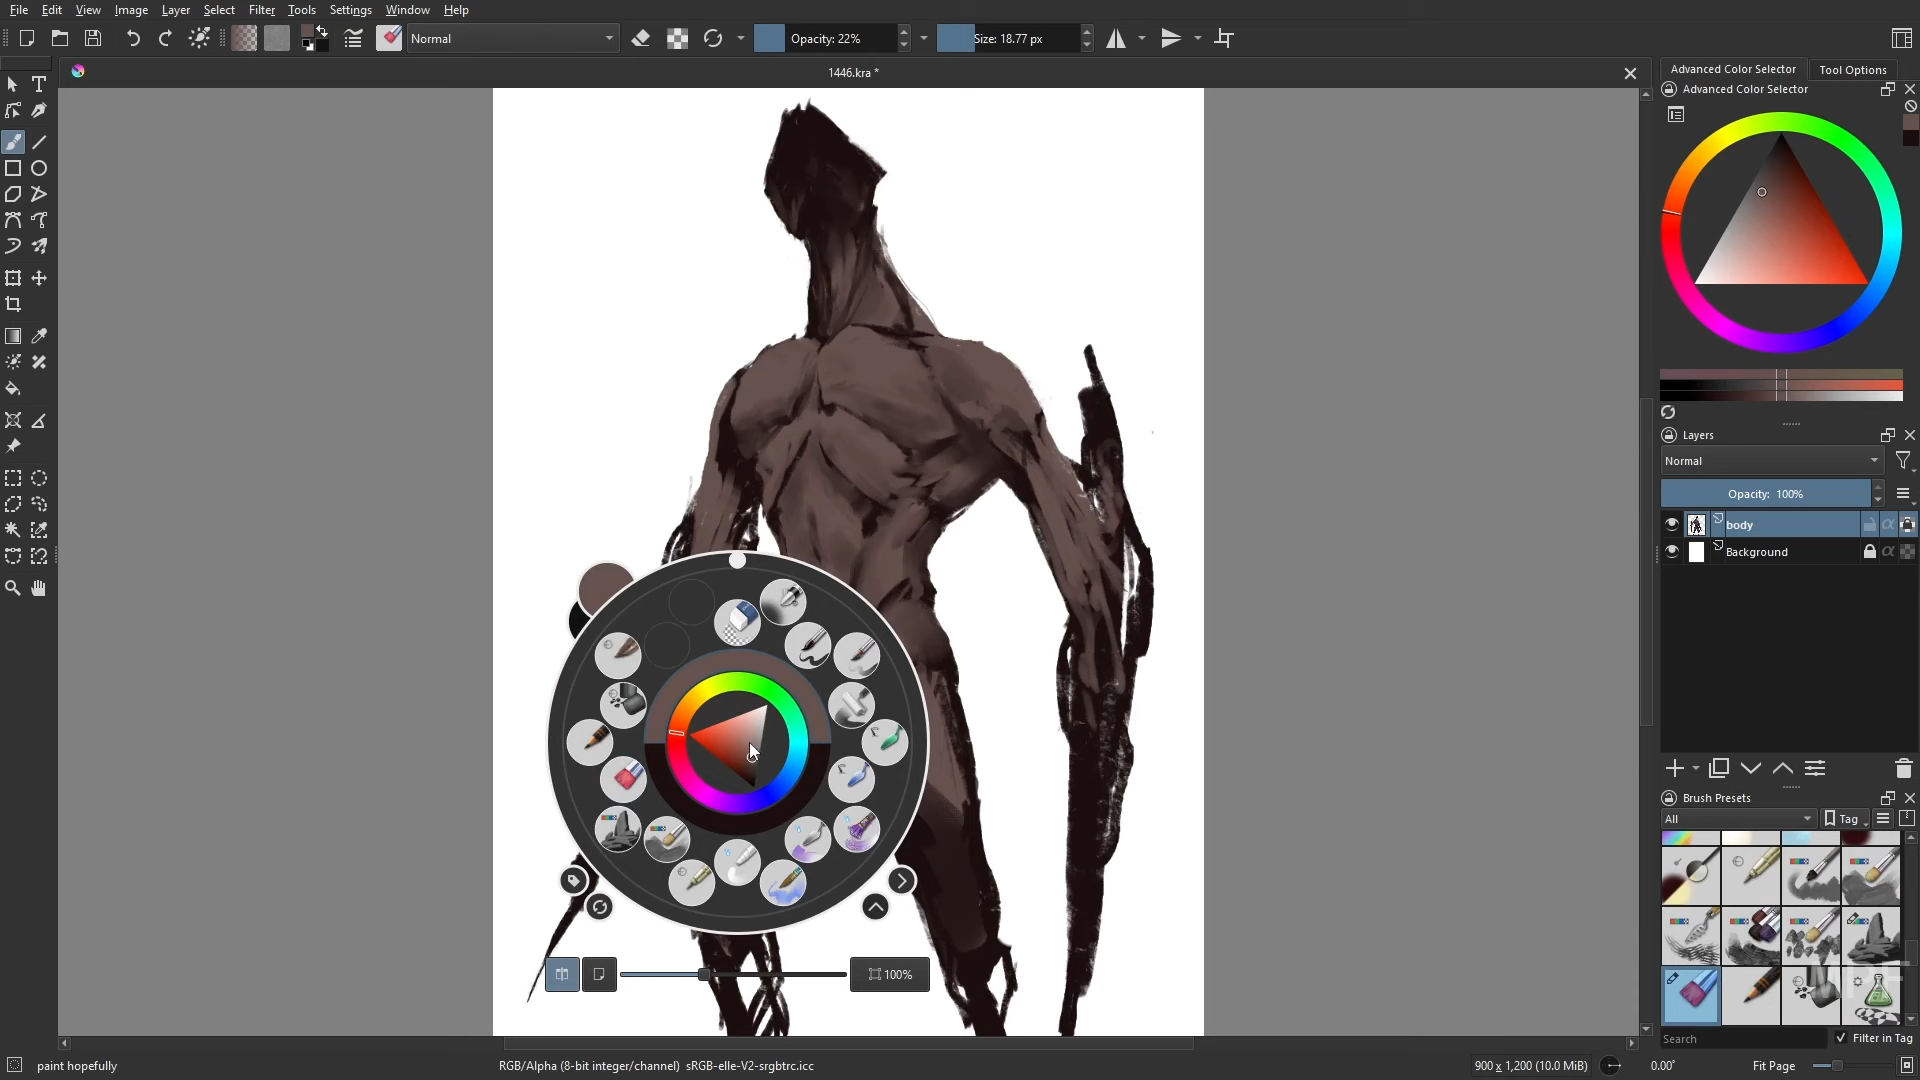 File Edit View Image Layer Select Filter Tools Settings Window Help
Normal
Opacity: 22%
Size: 18.77 px
1446.kra *
Advanced Color Selector
Tool Options
Advanced Color Selector
Layers
Normal
Opacity: 100%
body
Background
Brush Presets
All
Tag
Search
Filter in Tag
100%
paint hopefully
RGB/Alpha (8-bit integer/channel) sRGB-elle-V2-srgbtrc.icc
900 x 1,200 (10.0 MiB)
0.00°
Fit Page